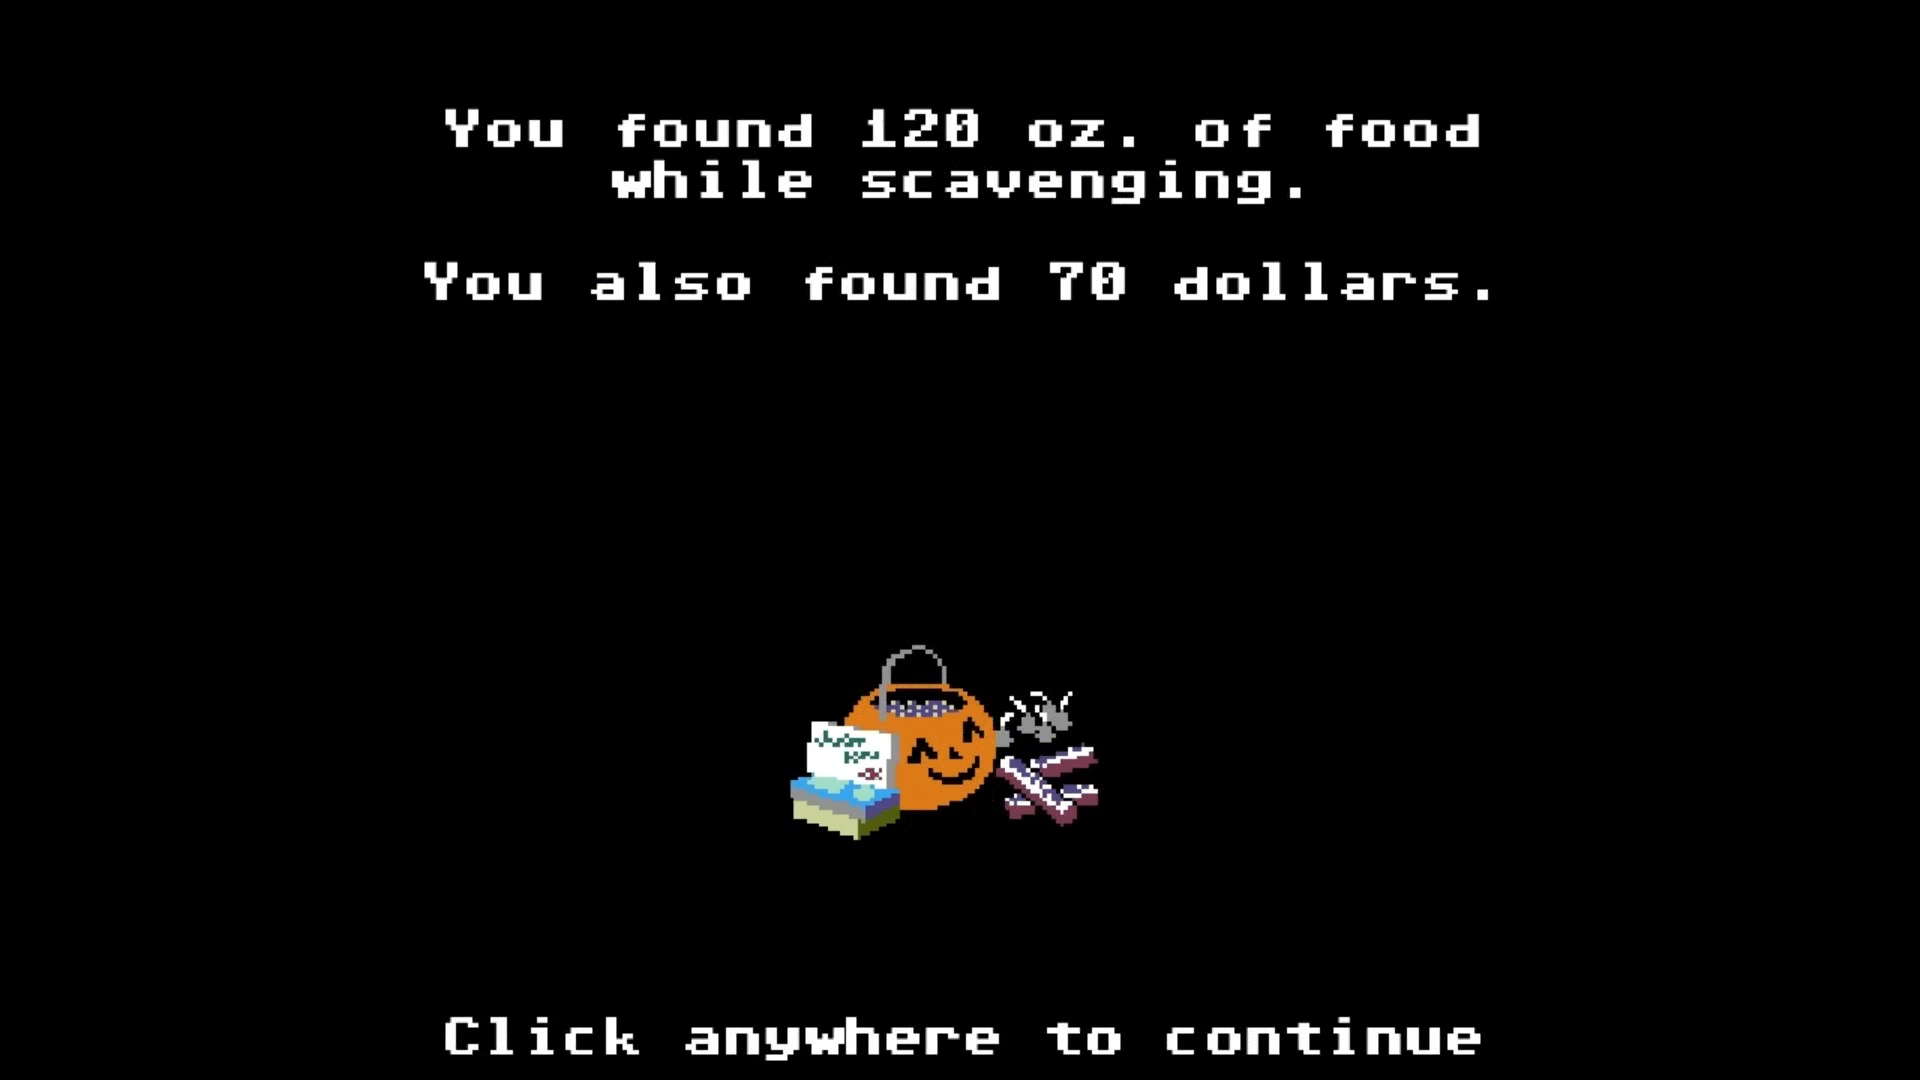 You found 120 oz. of food
while scavenging.
You also found 70 dollars.
Click anywhere to continue